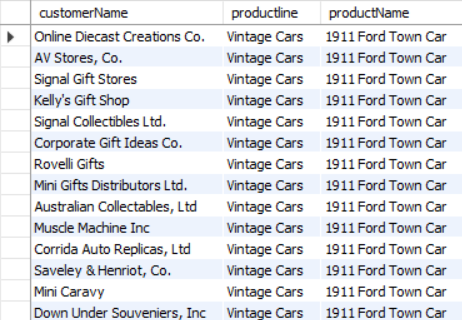 customerName productline productName
Online Diecast Creations Co. Vintage Cars 1911 Ford Town Car
AV Stores, Co. Vintage Cars 1911 Ford Town Car
Signal Gift Stores Vintage Cars 1911 Ford Town Car
Kelly's Gift Shop Vintage Cars 1911 Ford Town Car
Signal Collectibles Ltd. Vintage Cars 1911 Ford Town Car
Corporate Gift Ideas Co. Vintage Cars 1911 Ford Town Car
Rovelli Gifts Vintage Cars 1911 Ford Town Car
Mini Gifts Distributors Ltd. Vintage Cars 1911 Ford Town Car
Australian Collectables, Ltd Vintage Cars 1911 Ford Town Car
Muscle Machine Inc Vintage Cars 1911 Ford Town Car
Corrida Auto Replicas, Ltd Vintage Cars 1911 Ford Town Car
Saveley & Henriot, Co. Vintage Cars 1911 Ford Town Car
Mini Caravy Vintage Cars 1911 Ford Town Car
Down Under Souveniers, Inc Vintage Cars 1911 Ford Town Car